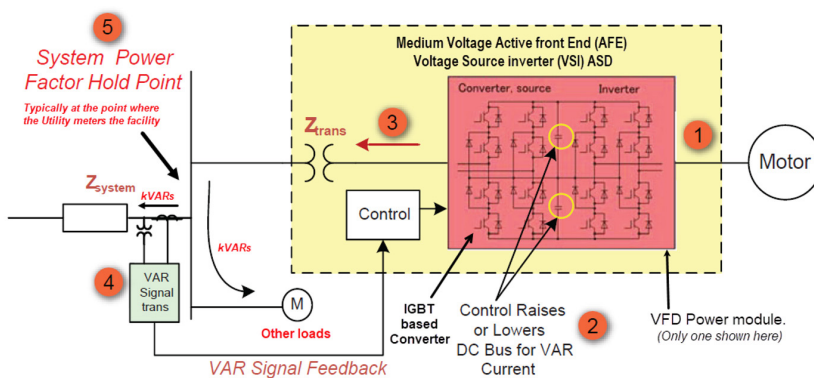 5
System Power
Factor Hold Point
Typically at the point where
the Utility meters the facility
Medium Voltage Active front End (AFE)
Voltage Source inverter (VSI) ASD
Converter, source
Inverter
1
Motor
Ztrans
3
Zsystem
kVARs
kVARs
Control
4
VAR
Signal
trans
M
Other loads
IGBT
based
Converter
Control Raises
or Lowers
DC Bus for VAR
Current
2
VFD Power module.
(Only one shown here)
VAR Signal Feedback